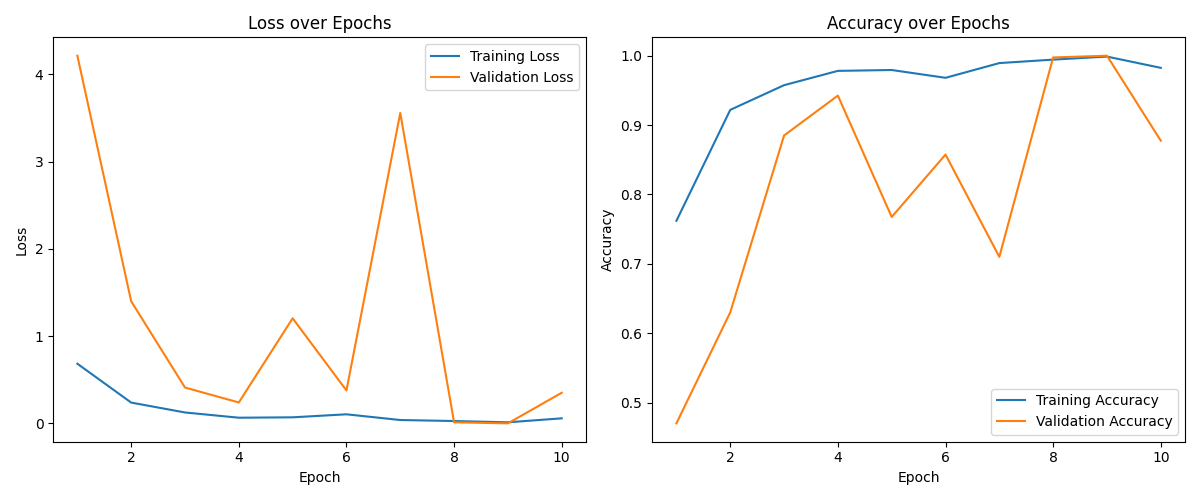 Loss over Epochs
Training Loss
Validation Loss
4
3
2
1
0
Loss
2
4
6
8
10
Epoch
Accuracy over Epochs
1.0
0.9
0.8
0.7
0.6
0.5
Accuracy
Training Accuracy
Validation Accuracy
2
4
6
8
10
Epoch